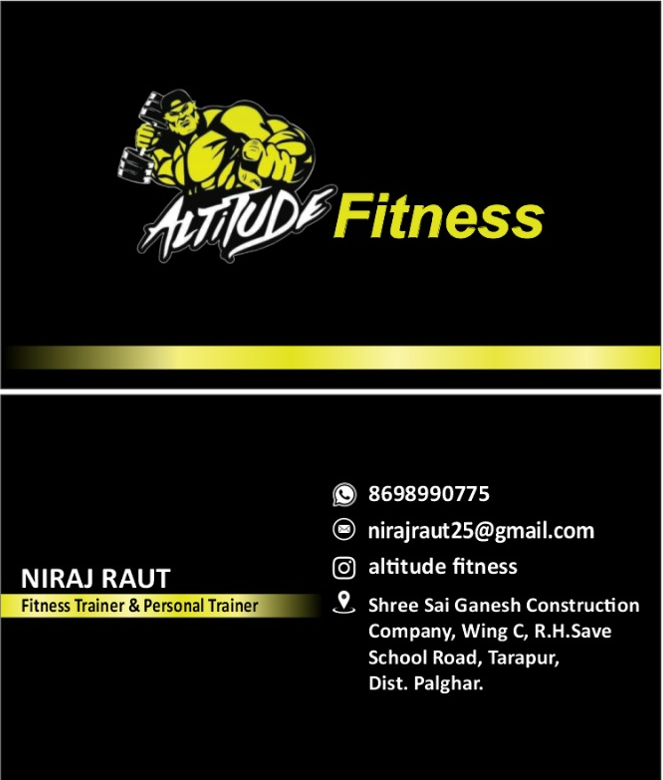 ALTITUDE Fitness
8698990775
nirajraut25@gmail.com
altitude fitness
Shree Sai Ganesh Construction
Company, Wing C, R.H.Save
School Road, Tarapur,
Dist. Palghar.
NIRAJ RAUT
Fitness Trainer & Personal Trainer